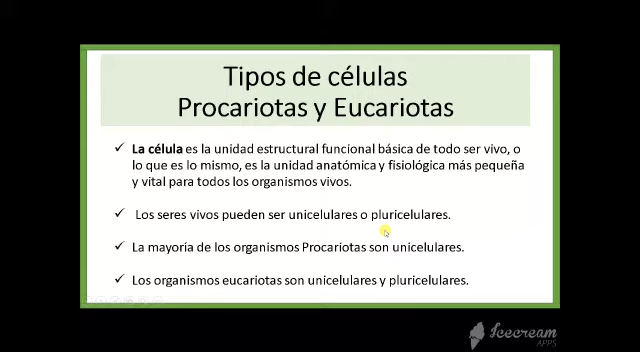 Tipos de células
Procariotas y Eucariotas
La célula es la unidad estructural funcional básica de todo ser vivo, o
lo que es lo mismo, es la unidad anatómica y fisiológica más pequeña
y vital para todos los organismos vivos.
Los seres vivos pueden ser unicelulares o pluricelulares.
La mayoría de los organismos Procariotas son unicelulares.
Los organismos eucariotas son unicelulares y pluricelulares.
Icecream
APPS